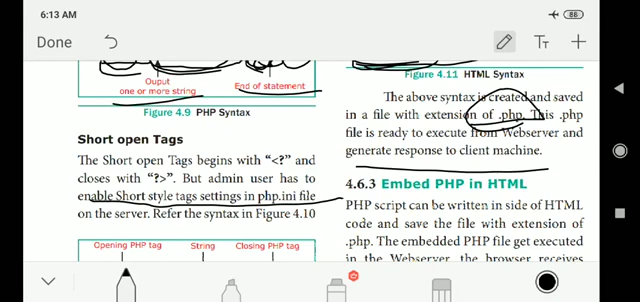 6:13 AM
88
Done
Tт
Ouput
one or more string
End of statement
Figure 4.9 PHP Syntax
Short open Tags
The Short open Tags begins with “<?” and
closes with “?>”. But admin user has to
enable Short style tags settings in php.ini file
on the server. Refer the syntax in Figure 4.10
Opening PHP tag
String
Closing PHP tag
Figure 4.11 HTML Syntax
The above syntax is created and saved
in a file with extension of .php. This .php
file is ready to execute from Webserver and
generate response to client machine.
4.6.3 Embed PHP in HTML
PHP script can be written in side of HTML
code and save the file with extension of
.php. The embedded PHP file get executed
in the Webserver, the browser receives